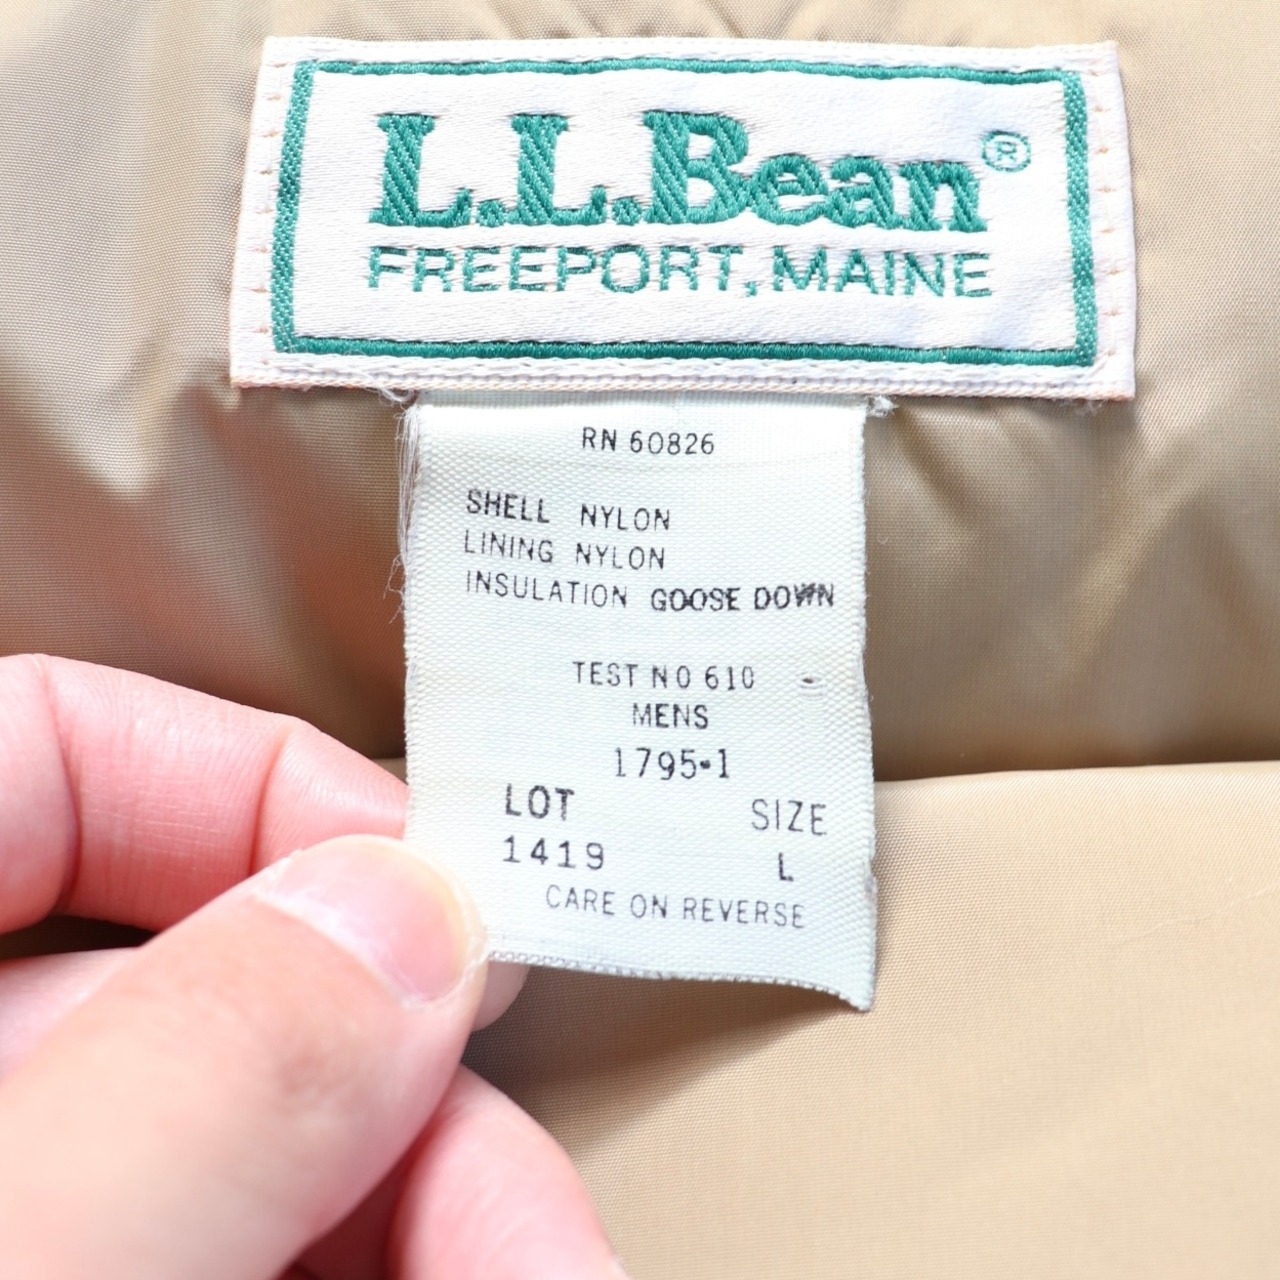 L.L.Bean®
FREEPORT, MAINE
RN 60826
SHELL NYLON
LINING NYLON
INSULATION GOOSE DOWN
TEST NO 610 -
MENS
1795-1
LOT SIZE
1419 L
CARE ON REVERSE